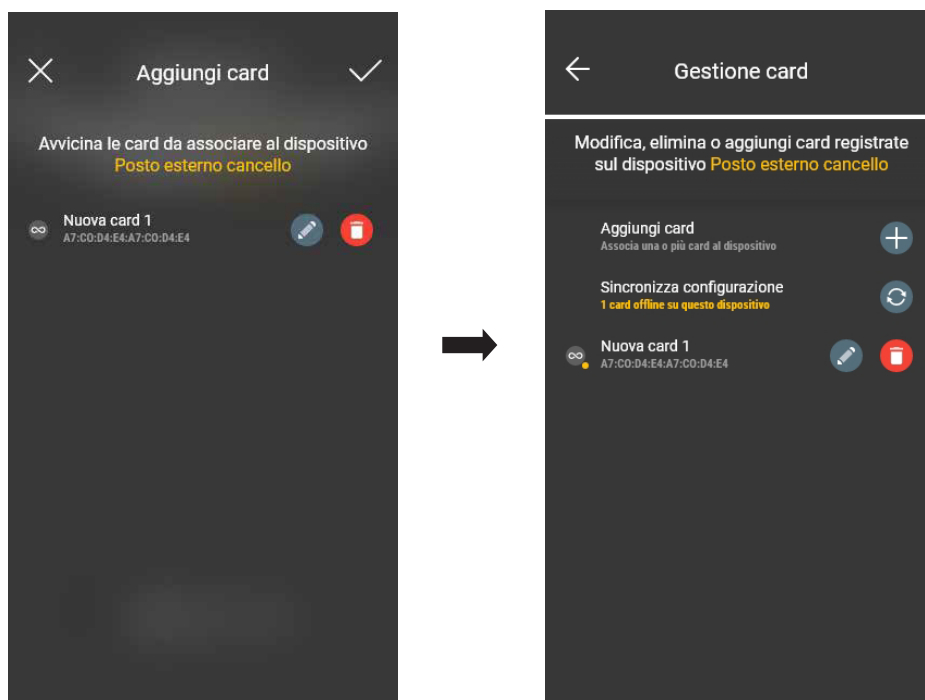 Aggiungi card
Avvicina le card da associare al dispositivo
Posto esterno cancello
Nuova card 1
A7:C0:D4:E4:A7:C0:D4:E4
Gestione card
Modifica, elimina o aggiungi card registrate
sul dispositivo Posto esterno cancello
Aggiungi card
Associa una o più card al dispositivo
Sincronizza configurazione
1 card offline su questo dispositivo
Nuova card 1
A7:C0:D4:E4:A7:C0:D4:E4